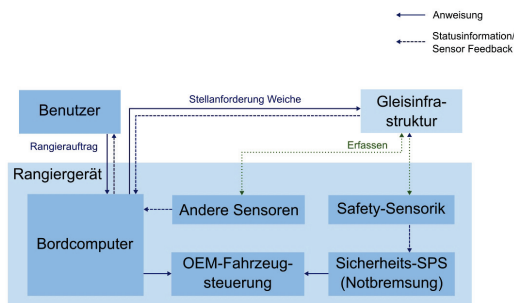 Anweisung
Statusinformation/
Sensor Feedback
Benutzer
Stellanforderung Weiche
Gleisinfra-
struktur
Rangierauftrag
Erfassen
Rangiergerät
Bordcomputer
Andere Sensoren
Safety-Sensorik
OEM-Fahrzeug-
steuerung
Sicherheits-SPS
(Notbremsung)